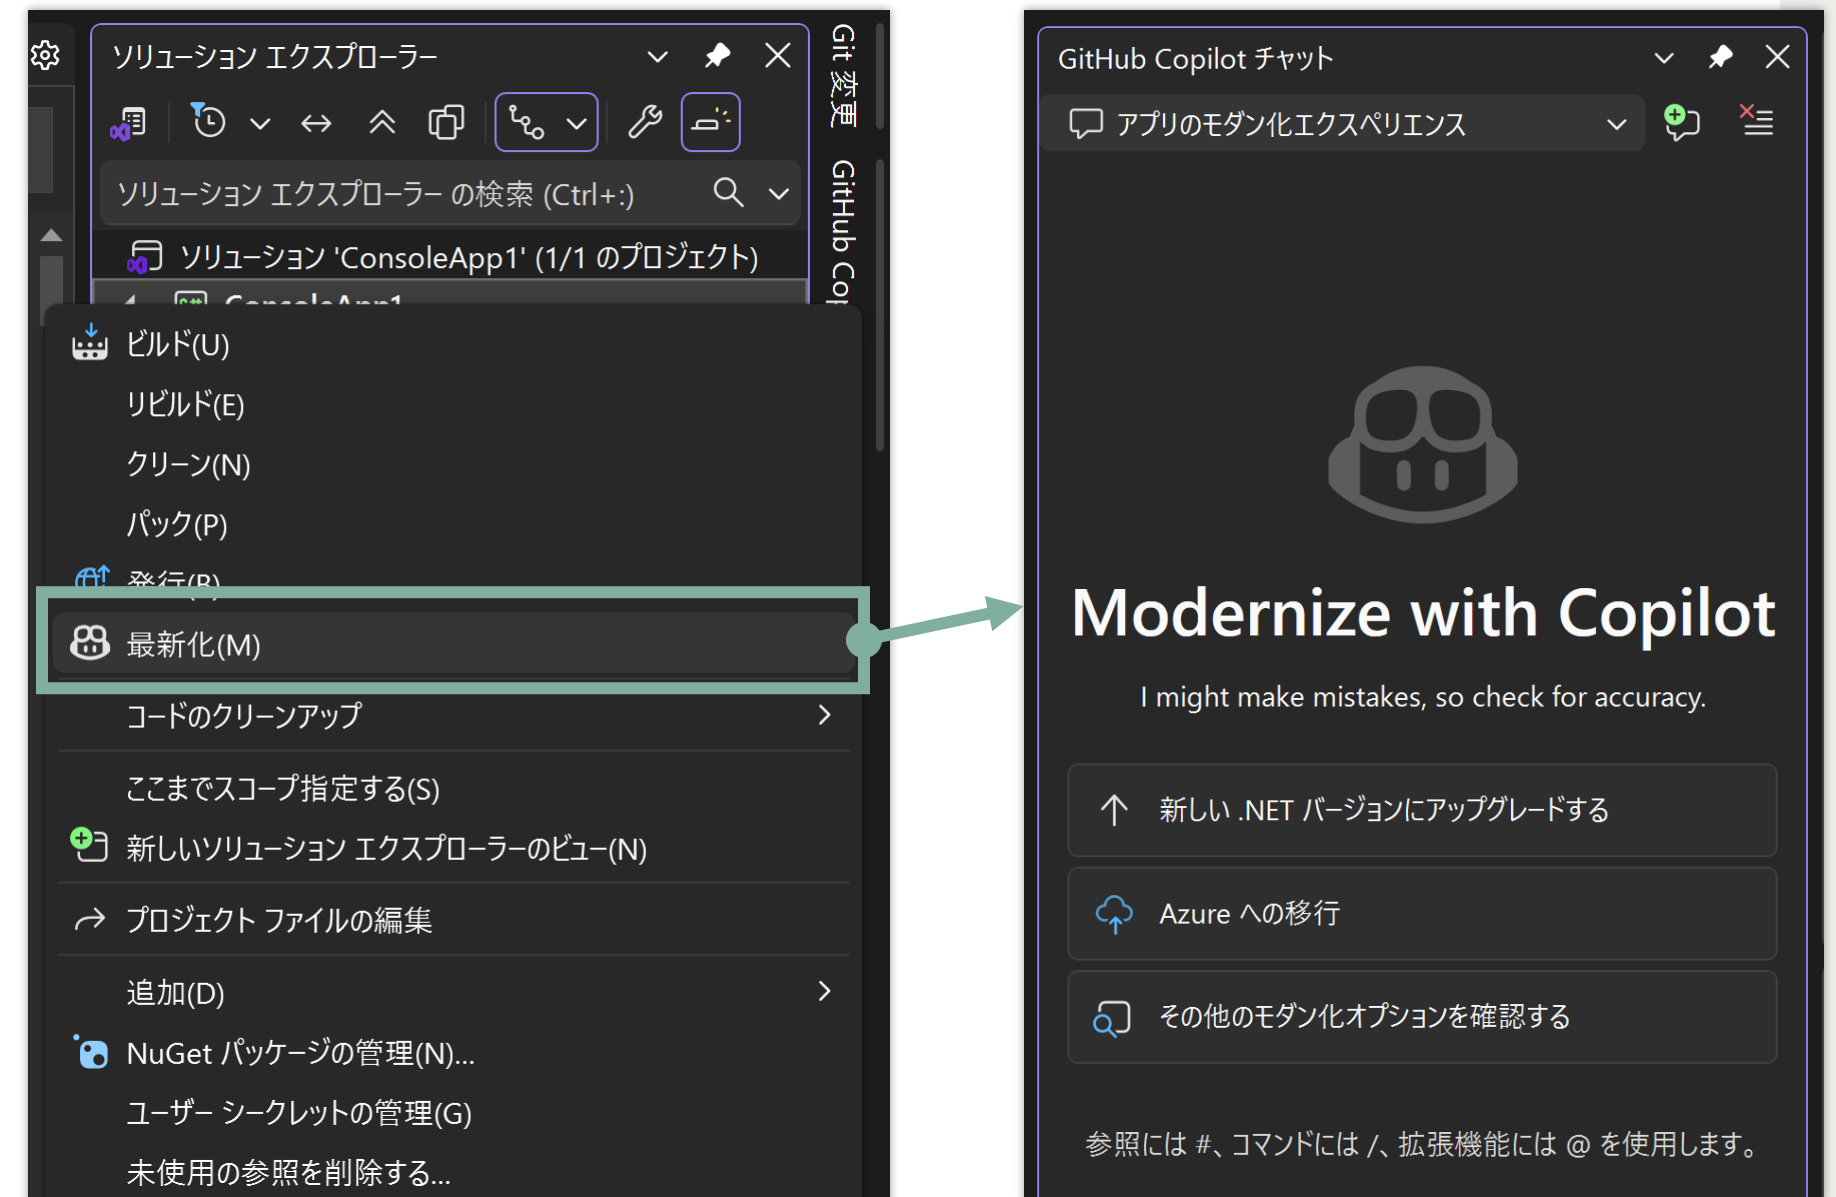 ソリューション エクスプローラー
ソリューション エクスプローラー の検索 (Ctrl+:)
ソリューション 'ConsoleApp1' (1/1 のプロジェクト)
ConsoleApp1
ビルド(U)
リビルド(E)
クリーン(N)
パック(P)
発行(B)
最新化(M)
コードのクリーンアップ
ここまでスコープ指定する(S)
新しいソリューション エクスプローラーのビュー(N)
プロジェクト ファイルの編集
追加(D)
NuGet パッケージの管理(N)...
ユーザー シークレットの管理(G)
未使用の参照を削除する...
Git 変更
GitHub Cop
GitHub Copilot チャット
アプリのモダン化エクスペリエンス
Modernize with Copilot
I might make mistakes, so check for accuracy.
新しい .NET バージョンにアップグレードする
Azure への移行
その他のモダン化オプションを確認する
参照には #、コマンドには /、拡張機能には @ を使用します。